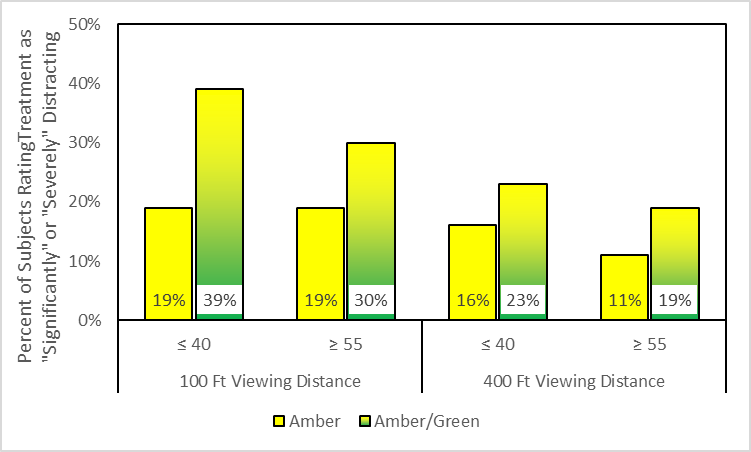 Percent of Subjects RatingTreatment as
"Significantly" or "Severely" Distracting
50%
40%
30%
20%
10%
0%
19% 39% 19% 30% 16% 23% 11% 19%
≤ 40 ≥ 55 ≤ 40 ≥ 55
100 Ft Viewing Distance 400 Ft Viewing Distance
Amber Amber/Green